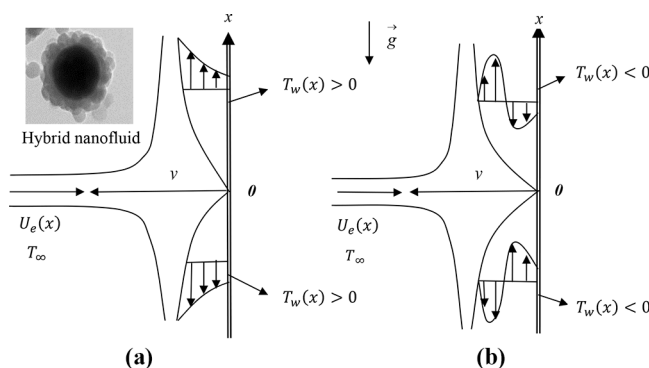 x
T_w(x) > 0
Hybrid nanofluid
v
0
U_e(x)
T_∞
T_w(x) > 0
(a)
x
g⃗
T_w(x) < 0
v
0
U_e(x)
T_∞
T_w(x) < 0
(b)